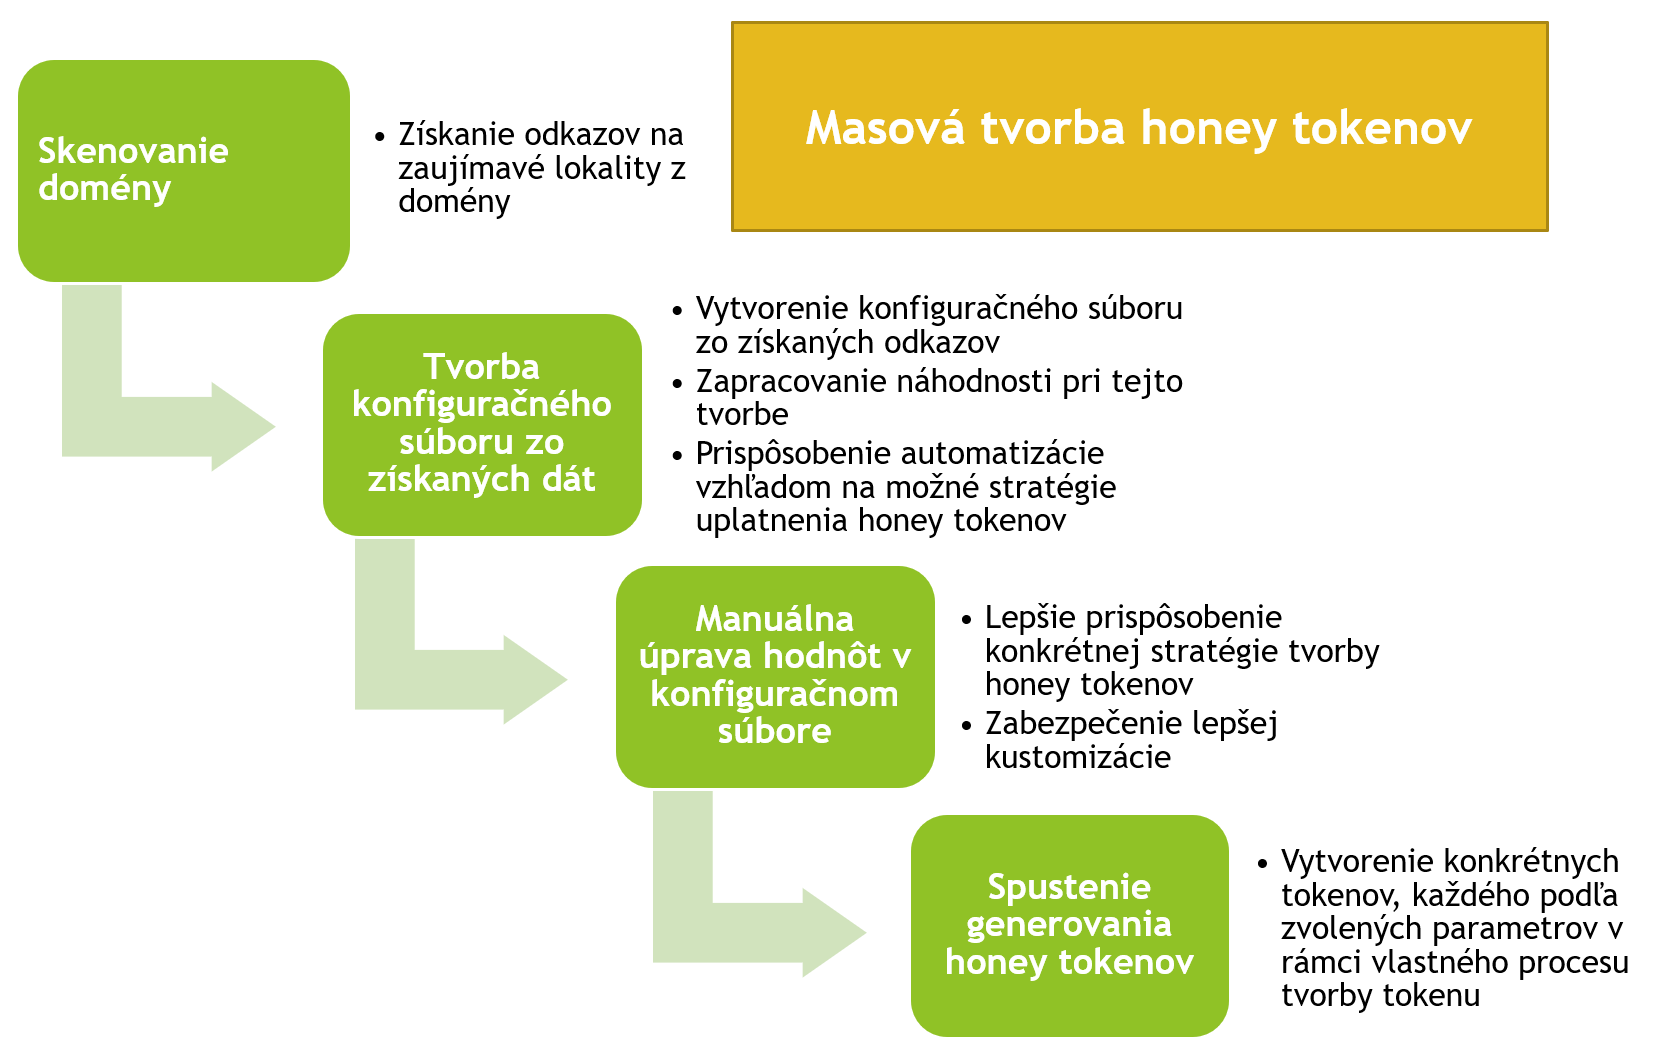 Masová tvorba honey tokenov
Skenovanie
domény
• Získanie odkazov na
zaujímavé lokality z
domény
Tvorba
konfiguračného
súboru zo
získaných dát
• Vytvorenie konfiguračného súboru
zo získaných odkazov
• Zapracovanie náhodnosti pri tejto
tvorbe
• Prispôsobenie automatizácie
vzhľadom na možné stratégie
uplatnenia honey tokenov
Manuálna
úprava hodnôt v
konfiguračnom
súbore
• Lepšie prispôsobenie
konkrétnej stratégie tvorby
honey tokenov
• Zabezpečenie lepšej
kustomizácie
Spustenie
generovania
honey tokenov
• Vytvorenie konkrétnych
tokenov, každého podľa
zvolených parametrov v
rámci vlastného procesu
tvorby tokenu